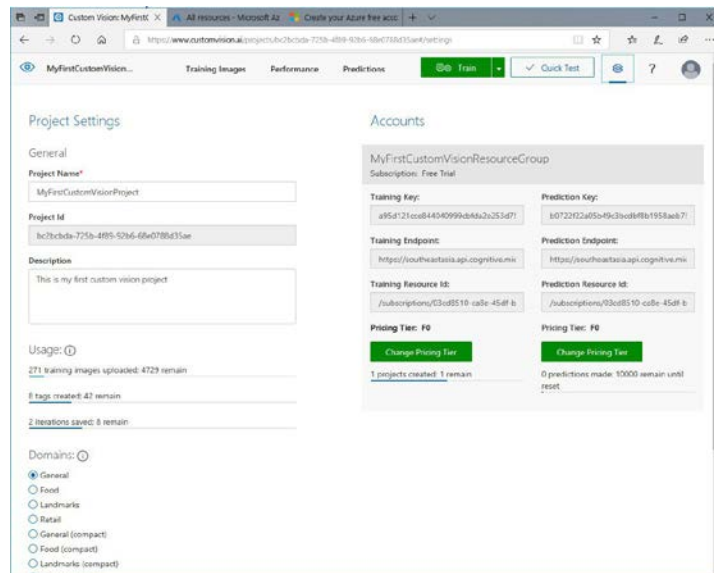 Custom Vision: MyFirstC
All resources - Microsoft Az
Create your Azure free acco
https://www.customvision.ai/projects/bc2bcbda-725b-4f89-92b6-68e0788d35ae#/settings
MyFirstCustomVision...
Training Images
Performance
Predictions
Train
Quick Test
?
Project Settings
General
Project Name*
MyFirstCustomVisionProject
Project Id
bc2bcbda-725b-4f89-92b6-68e0788d35ae
Description
This is my first custom vision project
Usage:
271 training images uploaded: 4729 remain
8 tags created: 42 remain
2 iterations saved: 8 remain
Domains:
General
Food
Landmarks
Retail
General (compact)
Food (compact)
Landmarks (compact)
Accounts
MyFirstCustomVisionResourceGroup
Subscription: Free Trial
Training Key:
Prediction Key:
Training Endpoint:
https://southeastasia.api.cognitive.mic
Prediction Endpoint:
https://southeastasia.api.cognitive.mic
Training Resource Id:
/subscriptions/03cd8510-ca8e-45df-b
Prediction Resource Id:
/subscriptions/03cd8510-ca8e-45df-b
Pricing Tier: F0
Pricing Tier: F0
Change Pricing Tier
Change Pricing Tier
1 projects created: 1 remain
0 predictions made: 10000 remain until
reset